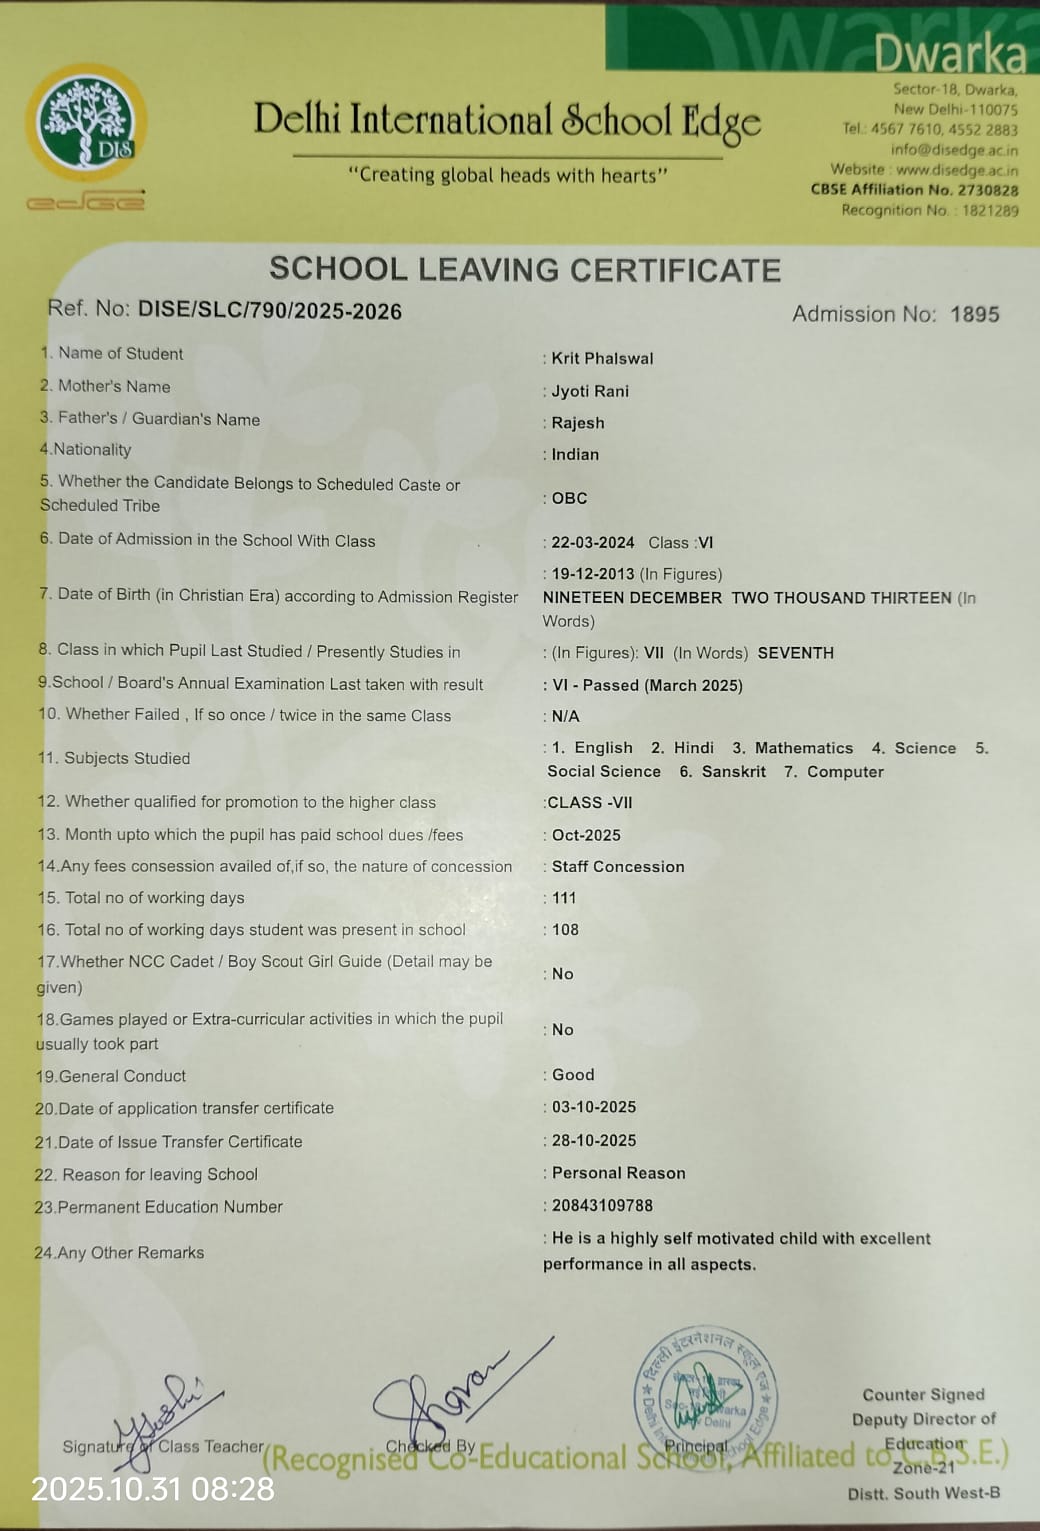 Dwarka
Sector-18, Dwarka,
New Delhi-110075
Tel.: 4567 7610, 4552 2883
info@disedge.ac.in
Website : www.disedge.ac.in
CBSE Affiliation No. 2730828
Recognition No. : 1821289
DIS
edge
Delhi International School Edge
“Creating global heads with hearts”
SCHOOL LEAVING CERTIFICATE
Ref. No: DISE/SLC/790/2025-2026 Admission No: 1895
1. Name of Student : Krit Phalswal
2. Mother's Name : Jyoti Rani
3. Father's / Guardian's Name : Rajesh
4.Nationality : Indian
5. Whether the Candidate Belongs to Scheduled Caste or
Scheduled Tribe : OBC
6. Date of Admission in the School With Class : 22-03-2024 Class :VI
: 19-12-2013 (In Figures)
7. Date of Birth (in Christian Era) according to Admission Register NINETEEN DECEMBER TWO THOUSAND THIRTEEN (In
Words)
8. Class in which Pupil Last Studied / Presently Studies in : (In Figures): VII (In Words) SEVENTH
9.School / Board's Annual Examination Last taken with result : VI - Passed (March 2025)
10. Whether Failed , If so once / twice in the same Class : N/A
11. Subjects Studied : 1. English 2. Hindi 3. Mathematics 4. Science 5.
Social Science 6. Sanskrit 7. Computer
12. Whether qualified for promotion to the higher class :CLASS -VII
13. Month upto which the pupil has paid school dues /fees : Oct-2025
14.Any fees consession availed of,if so, the nature of concession : Staff Concession
15. Total no of working days : 111
16. Total no of working days student was present in school : 108
17.Whether NCC Cadet / Boy Scout Girl Guide (Detail may be
given) : No
18.Games played or Extra-curricular activities in which the pupil
usually took part : No
19.General Conduct : Good
20.Date of application transfer certificate : 03-10-2025
21.Date of Issue Transfer Certificate : 28-10-2025
22. Reason for leaving School : Personal Reason
23.Permanent Education Number : 20843109788
24.Any Other Remarks : He is a highly self motivated child with excellent
performance in all aspects.
Sharan
दिल्ली इंटरनेशनल स्कूल एज
Counter Signed
Deputy Director of
Education
Zone-21
Distt. South West-B
Signature of Class Teacher Checked By Principal
(Recognised Co-Educational School, Affiliated to C.B.S.E.)
2025.10.31 08:28